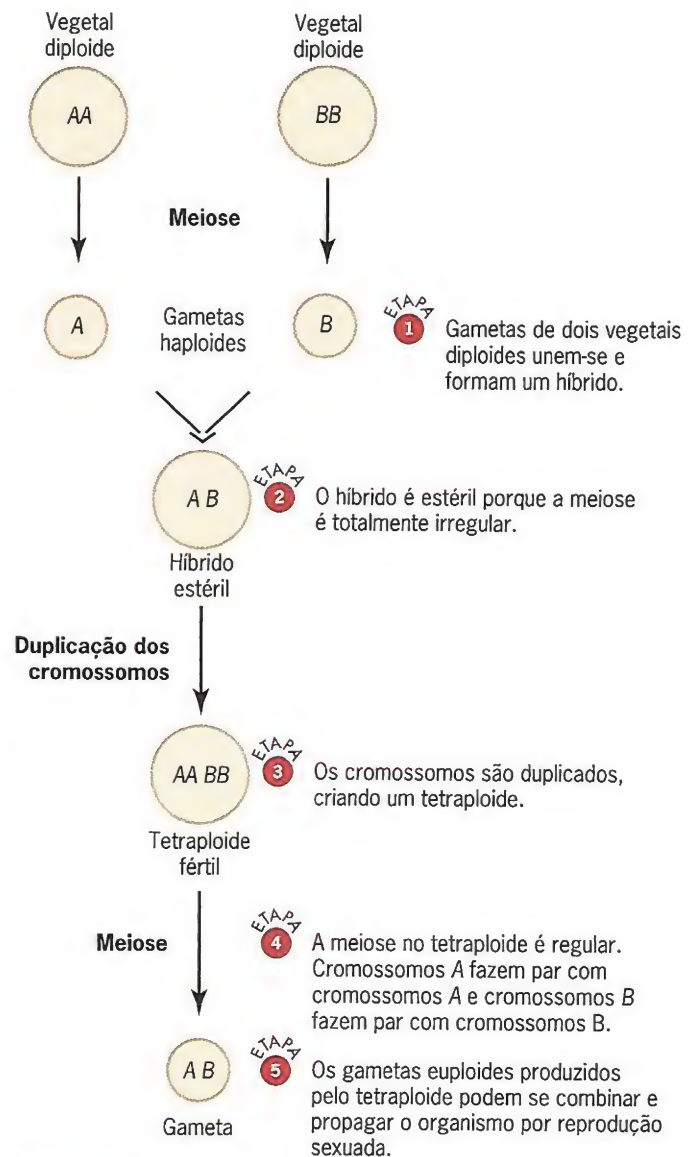 Vegetal
diploide
Vegetal
diploide
AA
BB
Meiose
A
Gametas
haploides
B
ETAPA
1
Gametas de dois vegetais
diploides unem-se e
formam um híbrido.
A B
ETAPA
2
O híbrido é estéril porque a meiose
é totalmente irregular.
Híbrido
estéril
Duplicação dos
cromossomos
AA BB
ETAPA
3
Os cromossomos são duplicados,
criando um tetraploide.
Tetraploide
fértil
Meiose
ETAPA
4
A meiose no tetraploide é regular.
Cromossomos A fazem par com
cromossomos A e cromossomos B
fazem par com cromossomos B.
A B
ETAPA
5
Os gametas euploides produzidos
pelo tetraploide podem se combinar e
propagar o organismo por reprodução
sexuada.
Gameta